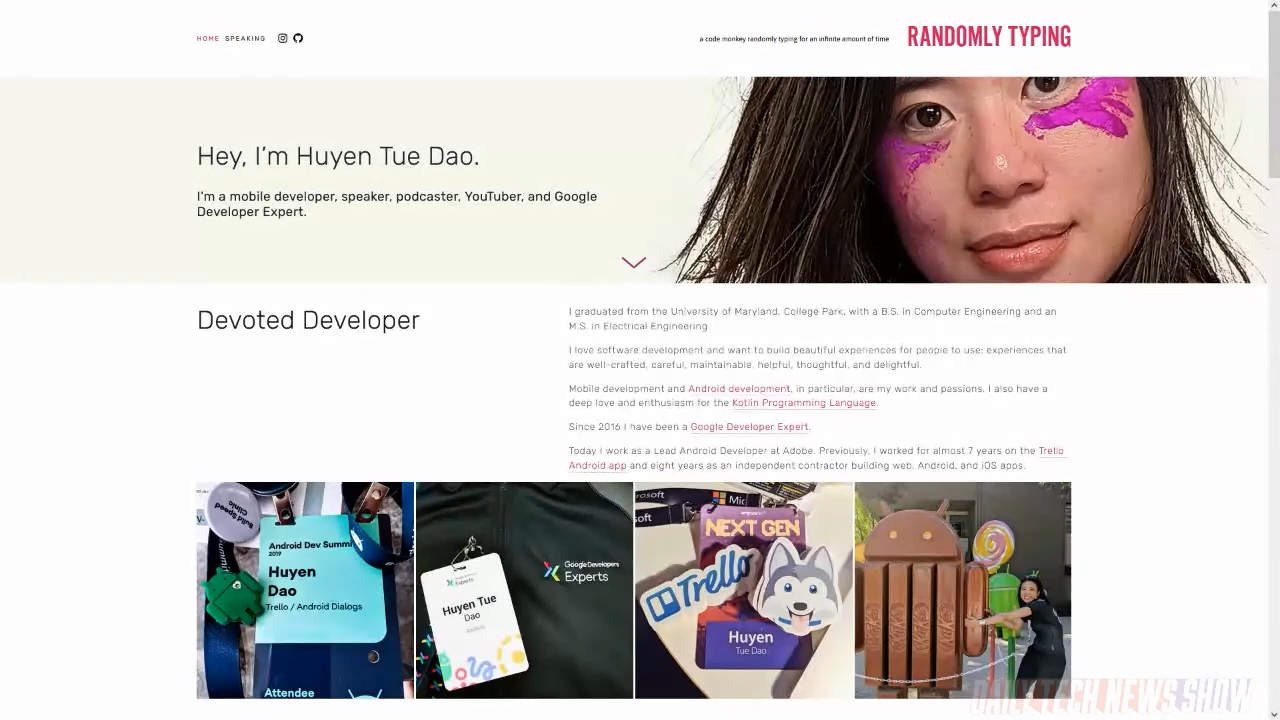 HOME SPEAKING
a code monkey randomly typing for an infinite amount of time
RANDOMLY TYPING
Hey, I'm Huyen Tue Dao.
I'm a mobile developer, speaker, podcaster, YouTuber, and Google
Developer Expert.
Devoted Developer
I graduated from the University of Maryland, College Park, with a B.S. in Computer Engineering and an
M.S. in Electrical Engineering.
I love software development and want to build beautiful experiences for people to use: experiences that
are well-crafted, careful, maintainable, helpful, thoughtful, and delightful.
Mobile development and Android development, in particular, are my work and passions. I also have a
deep love and enthusiasm for the Kotlin Programming Language.
Since 2016 I have been a Google Developer Expert.
Today I work as a Lead Android Developer at Adobe. Previously, I worked for almost 7 years on the Trello
Android app and eight years as an independent contractor building web, Android, and iOS apps.
Build Speed
Clinic
Android Dev Summit
2019
Huyen
Dao
Trello / Android Dialogs
Attendee
Experts
Huyen Tue
Dao
Google Developers
Experts
rosoft
Mic
soft
NEXT GEN
Trello
Huyen
Tue Dao
DAILY TECH NEWS SHOW